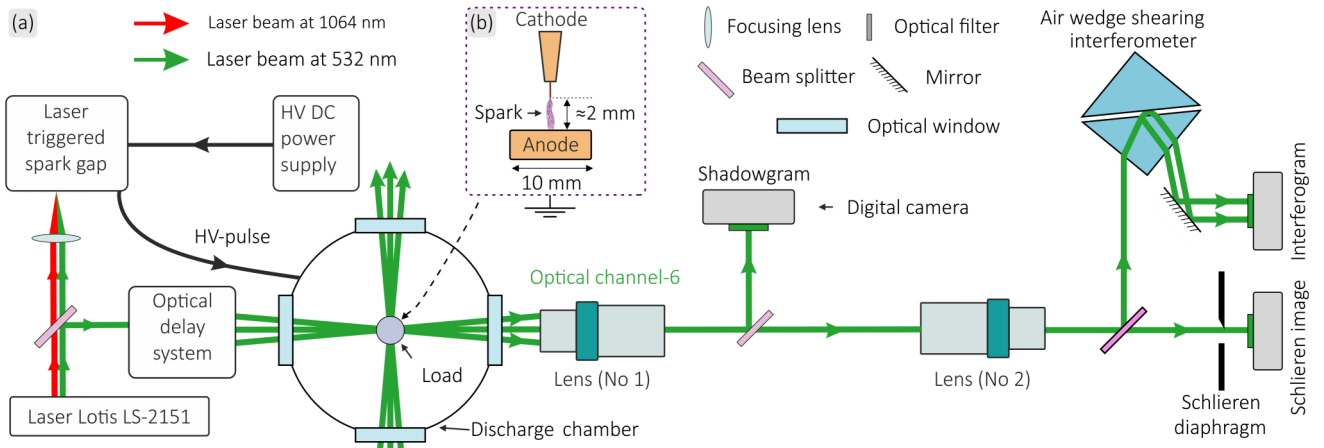 (a)
Laser beam at 1064 nm
Laser beam at 532 nm
Laser
triggered
spark gap
HV DC
power
supply
HV-pulse
Optical
delay
system
Laser Lotis LS-2151
Load
Discharge chamber
(b)
Cathode
Spark
≈2 mm
Anode
10 mm
Optical channel-6
Lens (No 1)
Shadowgram
Digital camera
Focusing lens
Optical filter
Beam splitter
Mirror
Optical window
Lens (No 2)
Air wedge shearing
interferometer
Interferogram
Schlieren image
Schlieren
diaphragm